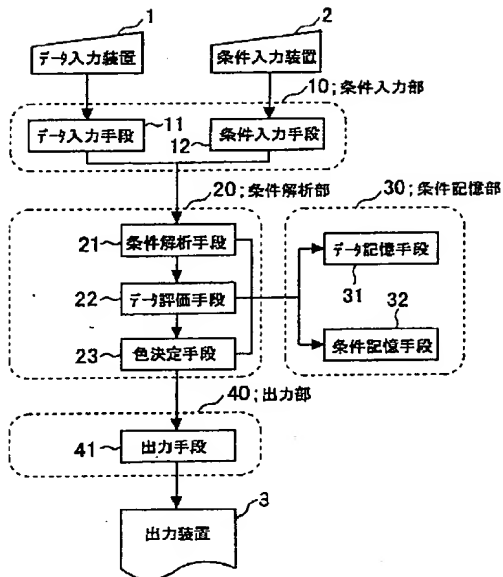 1
2
データ入力装置
条件入力装置
10;条件入力部
データ入力手段
11
条件入力手段
12
20;条件解析部
30;条件記憶部
21
条件解析手段
データ記憶手段
31
22
データ評価手段
32
条件記憶手段
23
色決定手段
40;出力部
41
出力手段
3
出力装置